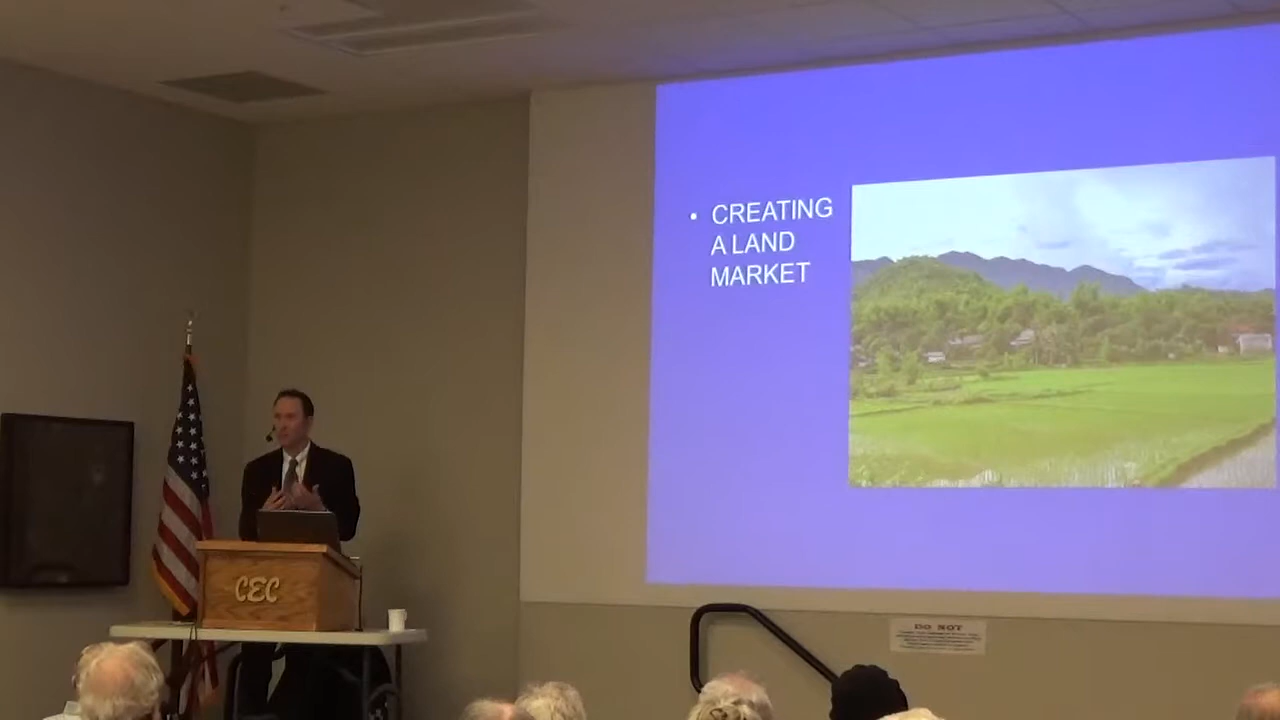 • CREATING
A LAND
MARKET
CEC
DO NOT